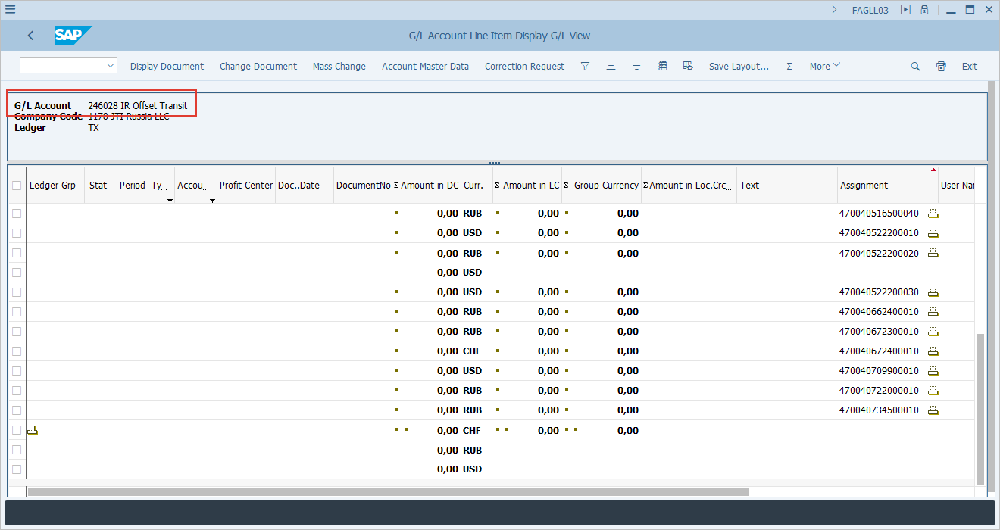 FAGLL03
SAP G/L Account Line Item Display G/L View
Display Document Change Document Mass Change Account Master Data Correction Request Save Layout... Σ More Exit
G/L Account 246028 IR Offset Transit
Company Code 1170 JTI Russia LLC
Ledger TX
Ledger Grp Stat Period Ty... Accou... Profit Center Doc..Date DocumentNo Σ Amount in DC Curr. Σ Amount in LC Σ Group Currency Σ Amount in Loc.Crc... Text Assignment User Nar
0,00 RUB 0,00 0,00 470040516500040
0,00 USD 0,00 0,00 470040522200010
0,00 RUB 0,00 0,00 470040522200020
0,00 USD
0,00 USD 0,00 0,00 470040522200030
0,00 RUB 0,00 0,00 470040662400010
0,00 RUB 0,00 0,00 470040672300010
0,00 CHF 0,00 0,00 470040672400010
0,00 USD 0,00 0,00 470040709900010
0,00 RUB 0,00 0,00 470040722000010
0,00 RUB 0,00 0,00 470040734500010
0,00 CHF 0,00 0,00
0,00 RUB
0,00 USD